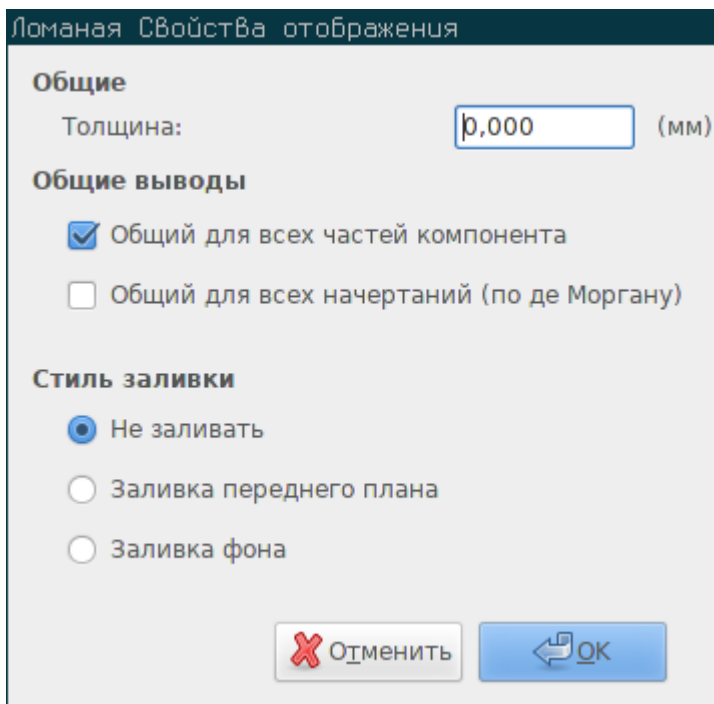 Ломаная Свойства отображения
Общие
Толщина: 0,000 (мм)
Общие выводы
Общий для всех частей компонента
Общий для всех начертаний (по де Моргану)
Стиль заливки
Не заливать
Заливка переднего плана
Заливка фона
Отменить OK